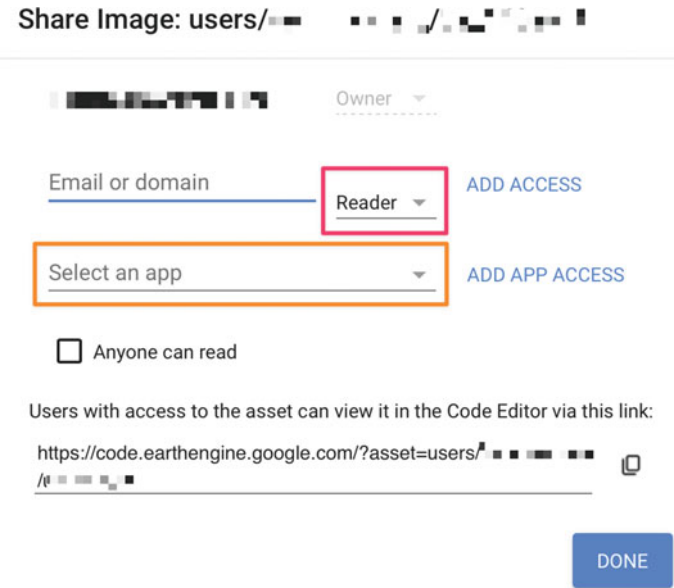 Share Image: users/
Owner
Email or domain
Reader
ADD ACCESS
Select an app
ADD APP ACCESS
Anyone can read
Users with access to the asset can view it in the Code Editor via this link:
https://code.earthengine.google.com/?asset=users/
/
DONE